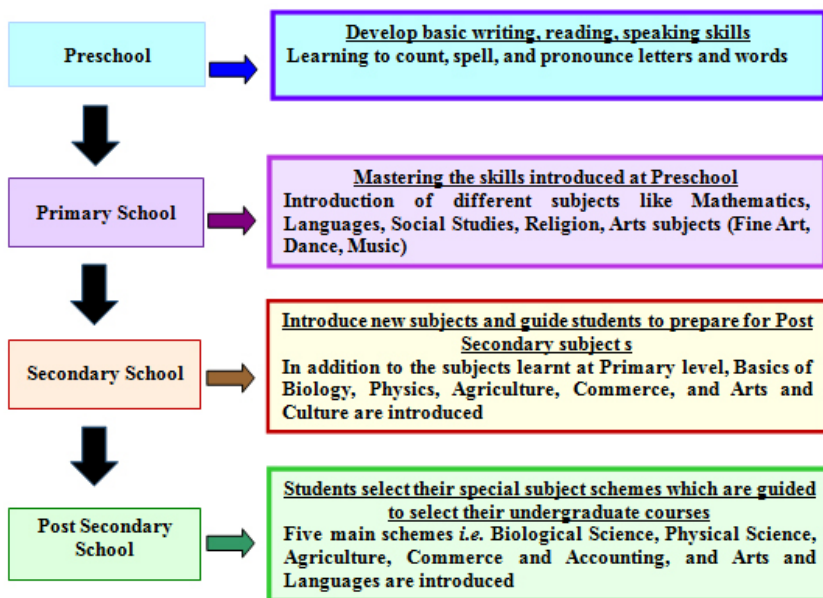 Preschool
Develop basic writing, reading, speaking skills
Learning to count, spell, and pronounce letters and words
Primary School
Mastering the skills introduced at Preschool
Introduction of different subjects like Mathematics,
Languages, Social Studies, Religion, Arts subjects (Fine Art,
Dance, Music)
Secondary School
Introduce new subjects and guide students to prepare for Post
Secondary subject s
In addition to the subjects learnt at Primary level, Basics of
Biology, Physics, Agriculture, Commerce, and Arts and
Culture are introduced
Post Secondary
School
Students select their special subject schemes which are guided
to select their undergraduate courses
Five main schemes i.e. Biological Science, Physical Science,
Agriculture, Commerce and Accounting, and Arts and
Languages are introduced